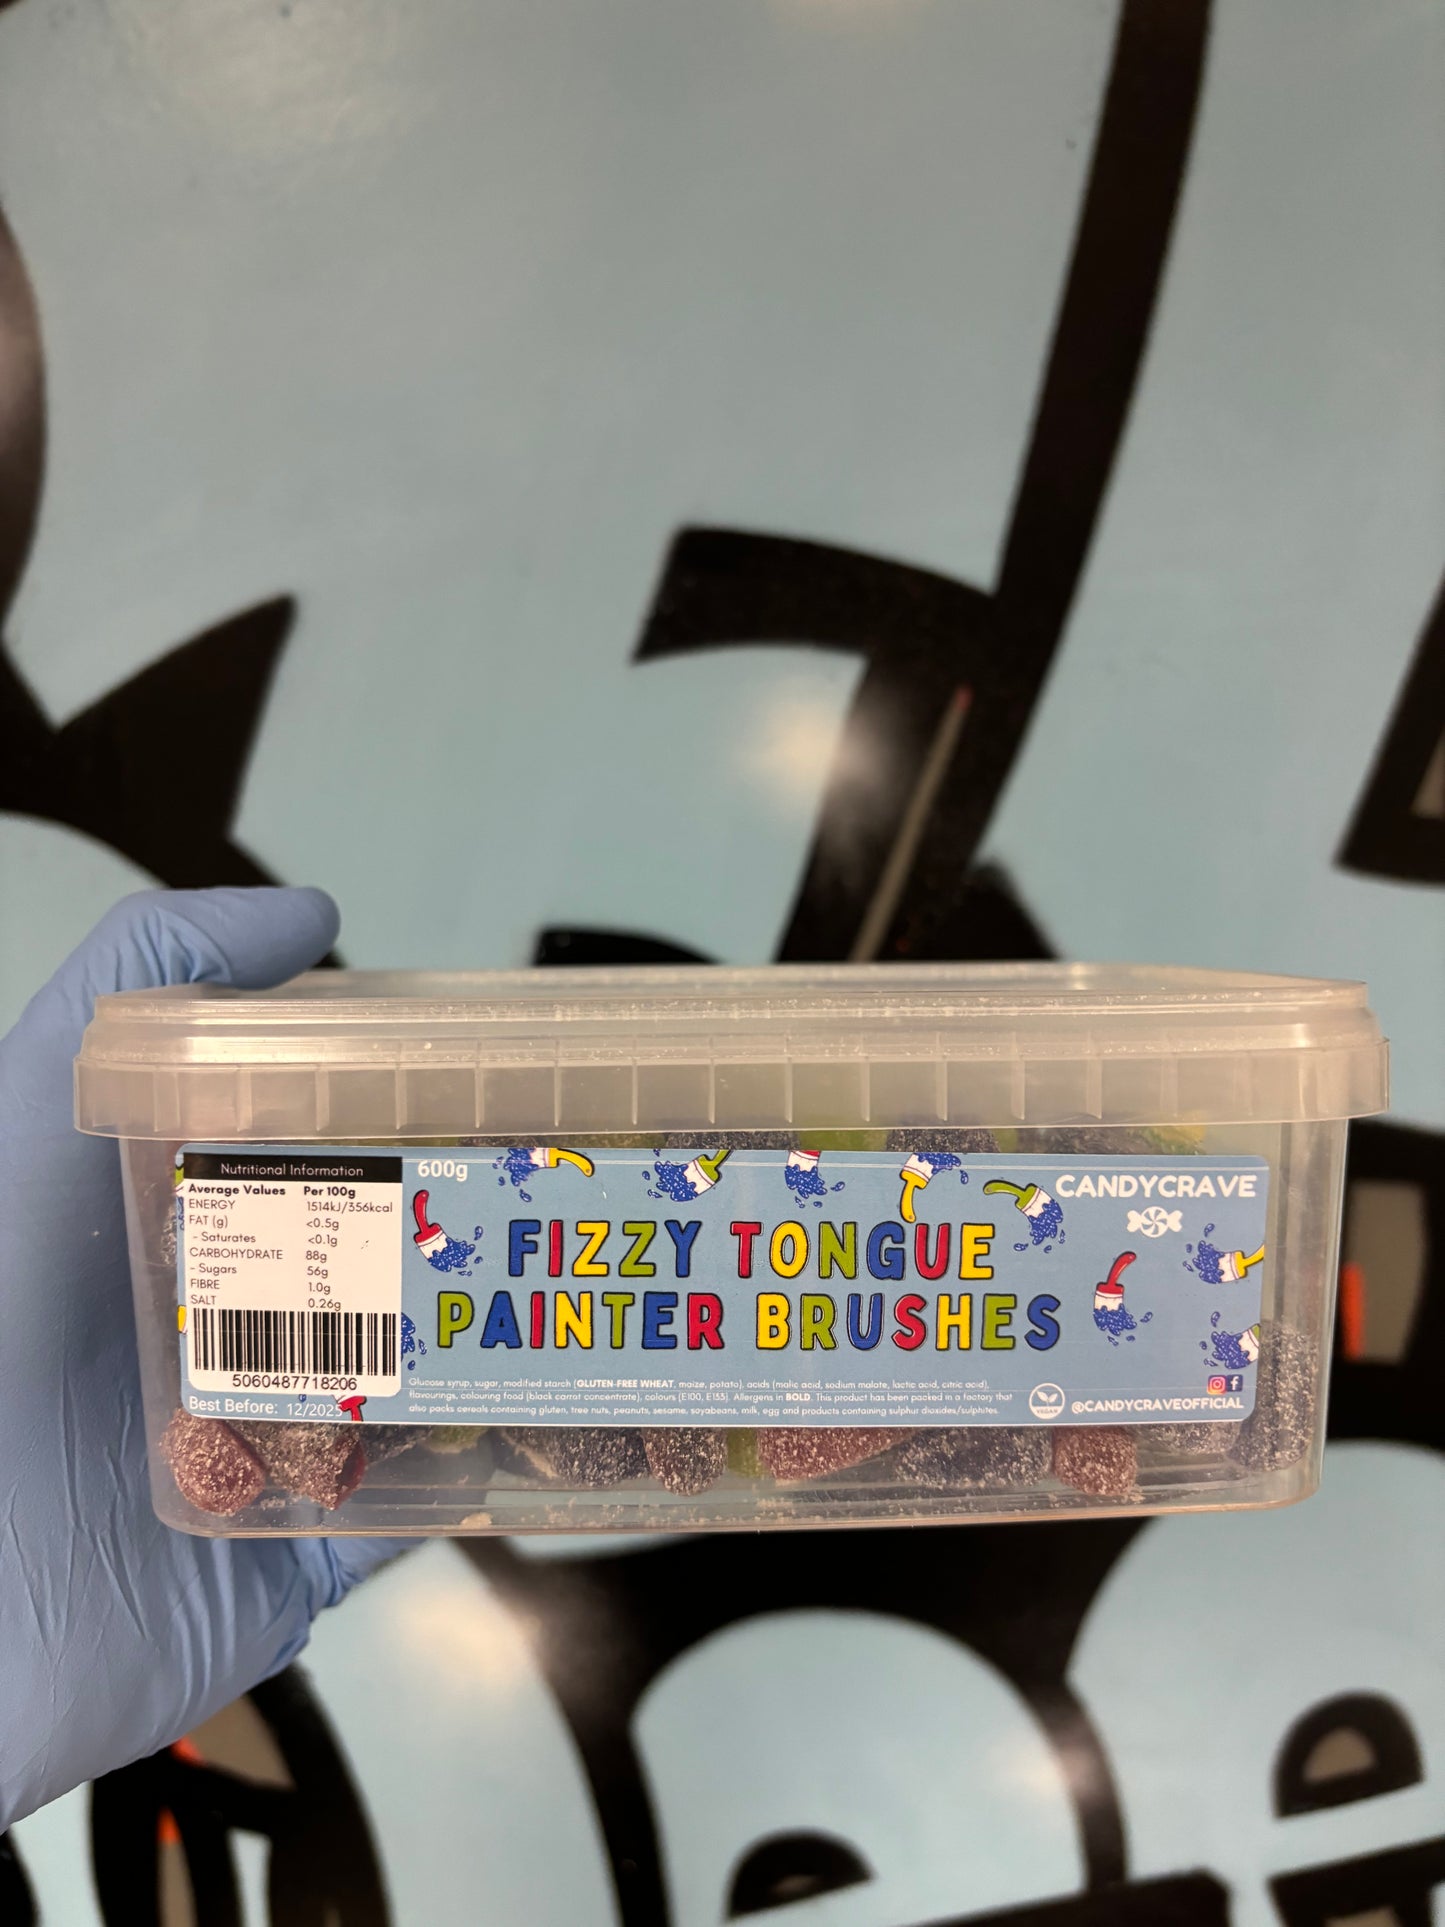 Nutritional Information
Average Values Per 100g
ENERGY 1514kJ/356kcal
FAT (g) <0.5g
- Saturates <0.1g
CARBOHYDRATE 88g
- Sugars 56g
FIBRE 1.0g
SALT 0.26g
5060487718206
Best Before: 12/2025
600g
FIZZY TONGUE
PAINTER BRUSHES
Glucose syrup, sugar, modified starch (GLUTEN-FREE WHEAT, maize, potato), acids (malic acid, sodium malate, lactic acid, citric acid),
flavourings, colouring food (black carrot concentrate), colours (E100, E133). Allergens in BOLD. This product has been packed in a factory that
also packs cereals containing gluten, tree nuts, peanuts, sesame, soyabeans, milk, egg and products containing sulphur dioxides/sulphites.
CANDYCRAVE
VEGAN
@CANDYCRAVEOFFICIAL